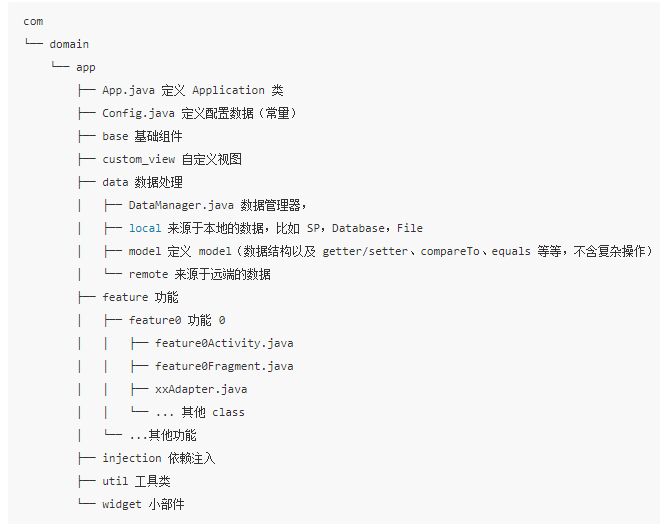 com
└── domain
    └── app
        ├── App.java 定义 Application 类
        ├── Config.java 定义配置数据（常量）
        ├── base 基础组件
        ├── custom_view 自定义视图
        ├── data 数据处理
        │   ├── DataManager.java 数据管理器，
        │   ├── local 来源于本地的数据，比如 SP，Database，File
        │   ├── model 定义 model（数据结构以及 getter/setter、compareTo、equals 等等，不含复杂操作）
        │   └── remote 来源于远端的数据
        ├── feature 功能
        │   ├── feature0 功能 0
        │   │   ├── feature0Activity.java
        │   │   ├── feature0Fragment.java
        │   │   ├── xxAdapter.java
        │   │   └── ... 其他 class
        │   └── ...其他功能
        ├── injection 依赖注入
        ├── util 工具类
        └── widget 小部件